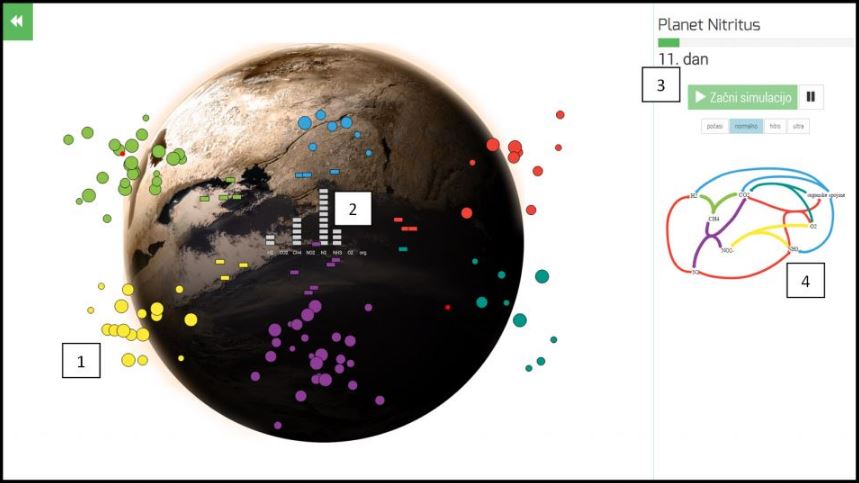 Planet Nitritus
11. dan
3
Začni simulacijo
počasi normalno hitro ultra
2
H2 CO2 CH4 NO2 N2 NH3 O2 org
H2
CO2
organske spojine
CH4
O2
NO2
NH3
N2
4
1